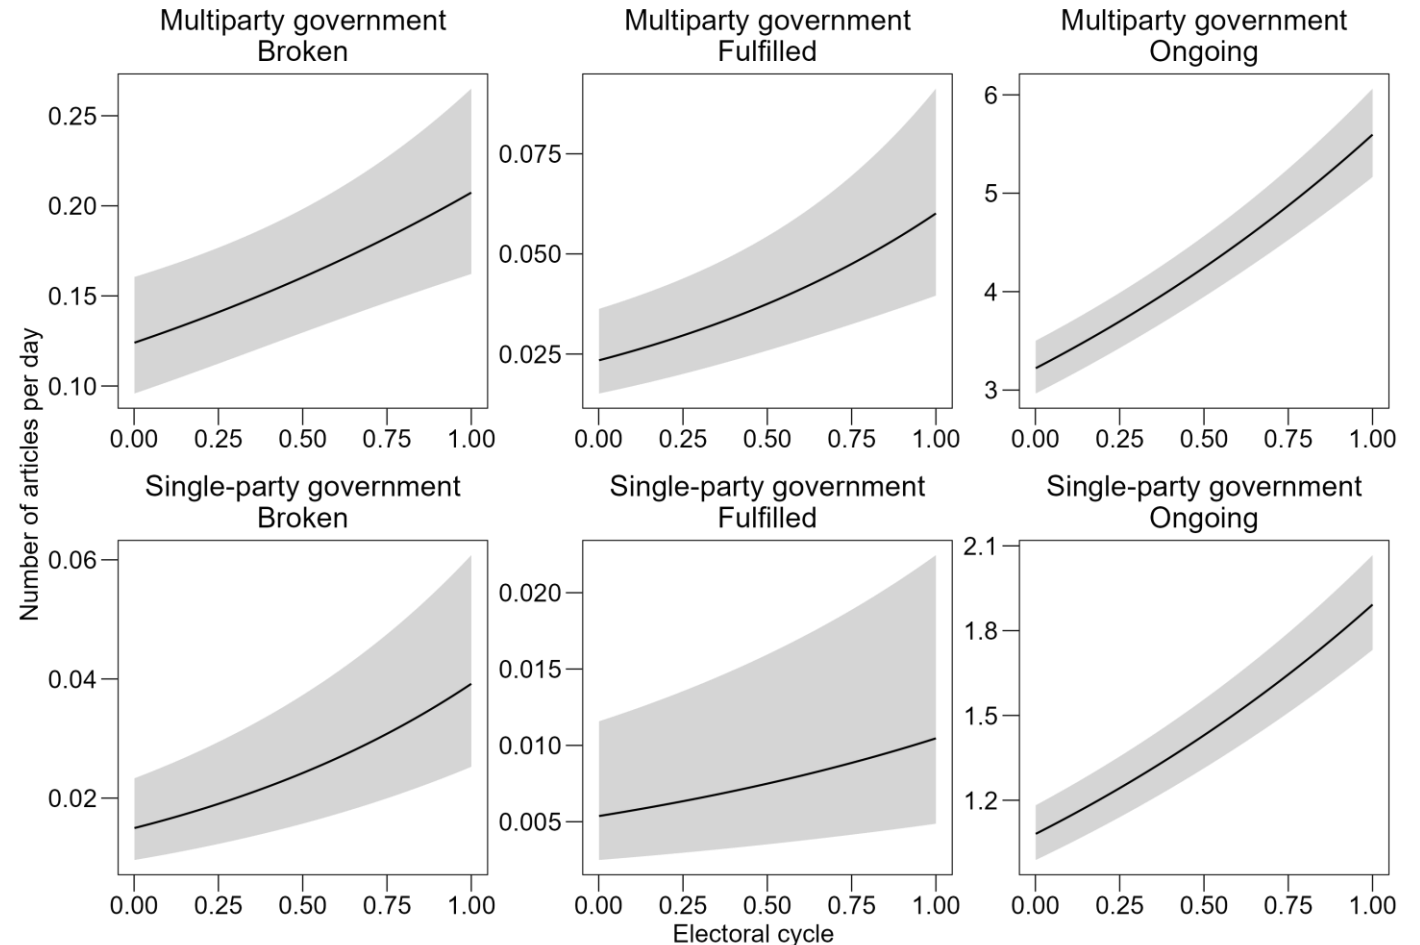 Multiparty government
Broken
Multiparty government
Fulfilled
Multiparty government
Ongoing
0.25
0.20
0.15
0.10
0.00 0.25 0.50 0.75 1.00
0.075
0.050
0.025
0.00 0.25 0.50 0.75 1.00
6
5
4
3
0.00 0.25 0.50 0.75 1.00
Number of articles per day
Single-party government
Broken
Single-party government
Fulfilled
Single-party government
Ongoing
0.06
0.04
0.02
0.00 0.25 0.50 0.75 1.00
0.020
0.015
0.010
0.005
0.00 0.25 0.50 0.75 1.00
2.1
1.8
1.5
1.2
0.00 0.25 0.50 0.75 1.00
Electoral cycle